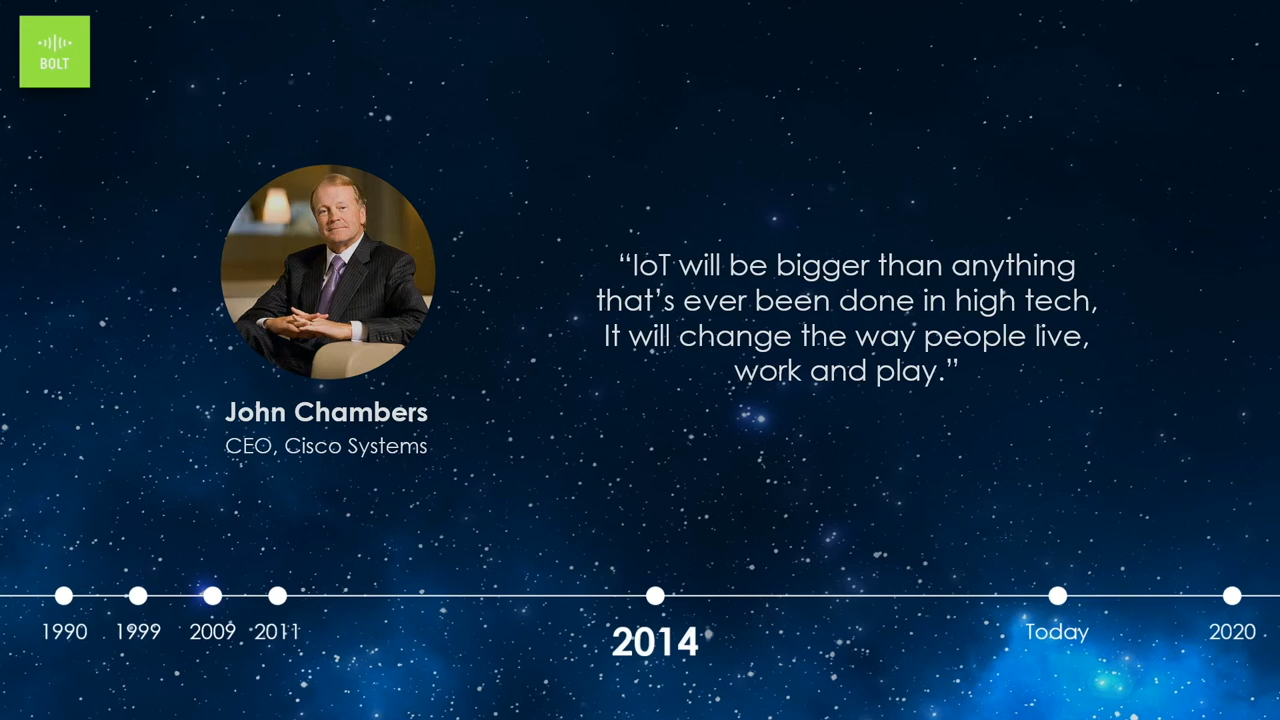 BOLT
“IoT will be bigger than anything
that’s ever been done in high tech,
It will change the way people live,
work and play.”
John Chambers
CEO, Cisco Systems
1990
1999
2009
2011
2014
Today
2020